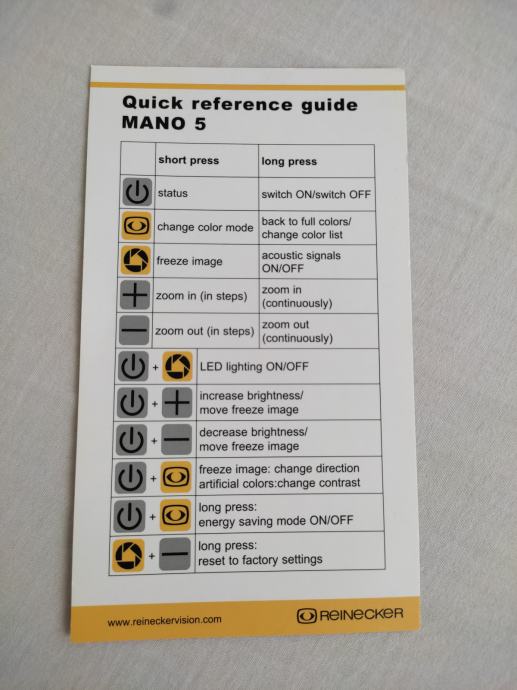 Quick reference guide
MANO 5
short press long press
status switch ON/switch OFF
change color mode back to full colors/
change color list
freeze image acoustic signals
ON/OFF
zoom in (in steps) zoom in
(continuously)
zoom out (in steps) zoom out
(continuously)
+ LED lighting ON/OFF
+ increase brightness/
move freeze image
+ decrease brightness/
move freeze image
+ freeze image: change direction
artificial colors:change contrast
+ long press:
energy saving mode ON/OFF
+ long press:
reset to factory settings
www.reineckervision.com REINECKER